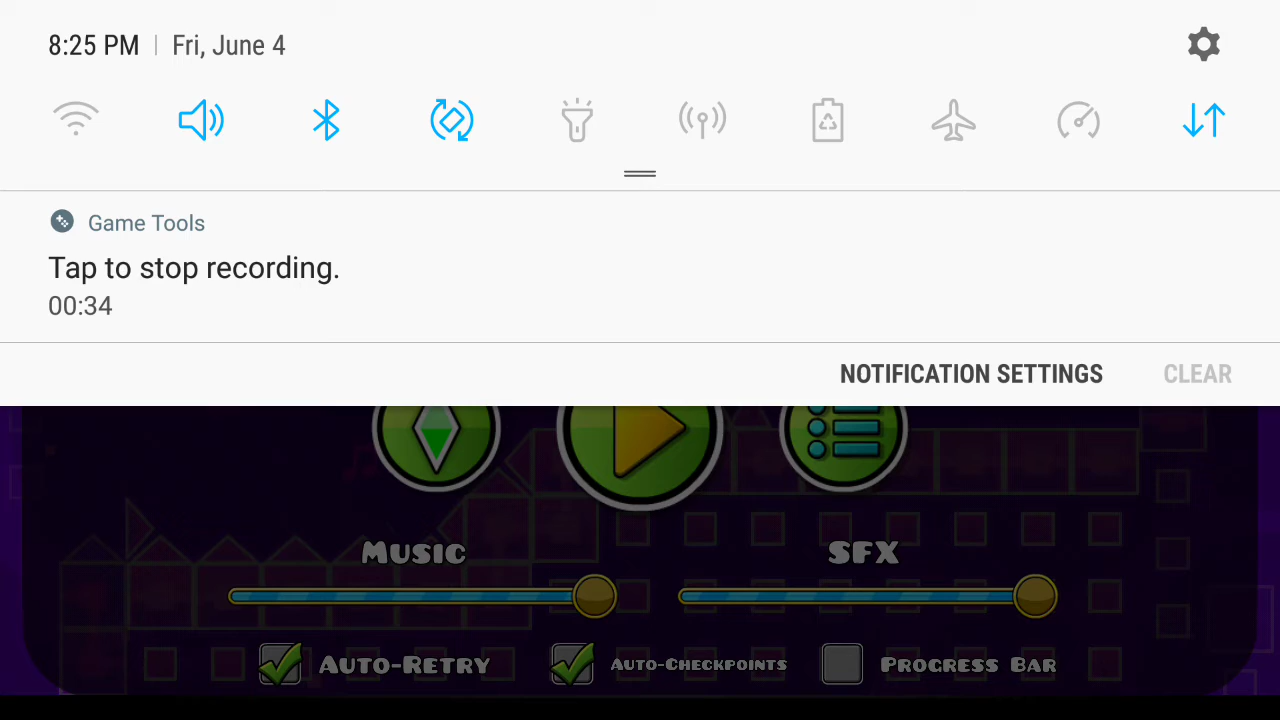 8:25 PM | Fri, June 4
Game Tools
Tap to stop recording.
00:34
NOTIFICATION SETTINGS CLEAR
MUSIC SFX
AUTO-RETRY AUTO-CHECKPOINTS PROGRESS BAR